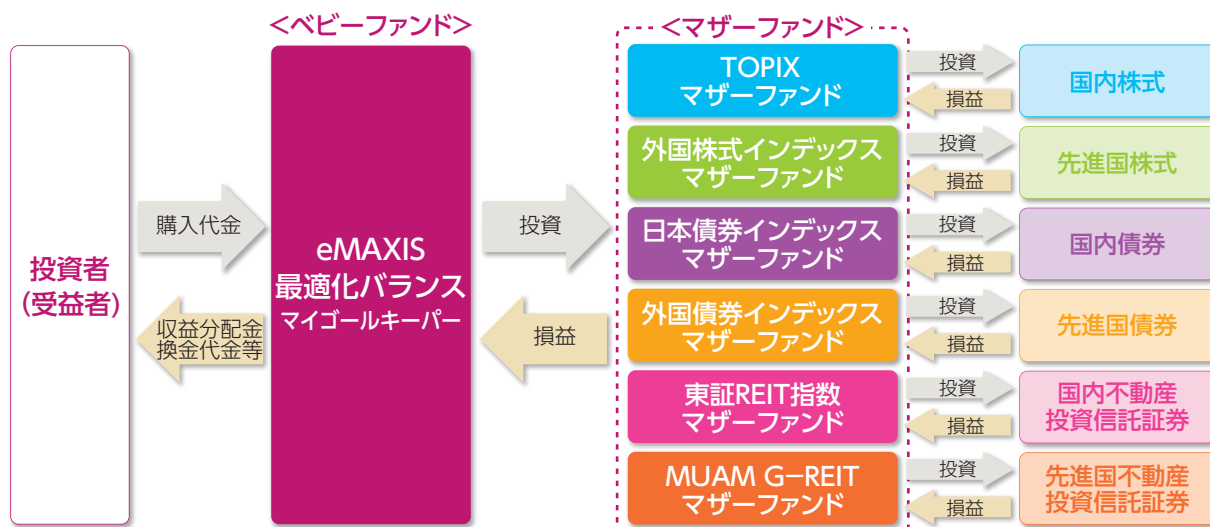 <ベビーファンド>
<マザーファンド>
投資者
(受益者)
購入代金
収益分配金
換金代金等
eMAXIS
最適化バランス
マイゴールキーパー
投資
損益
TOPIX
マザーファンド
投資
損益
国内株式
外国株式インデックス
マザーファンド
投資
損益
先進国株式
日本債券インデックス
マザーファンド
投資
損益
国内債券
外国債券インデックス
マザーファンド
投資
損益
先進国債券
東証REIT指数
マザーファンド
投資
損益
国内不動産
投資信託証券
MUAM G−REIT
マザーファンド
投資
損益
先進国不動産
投資信託証券